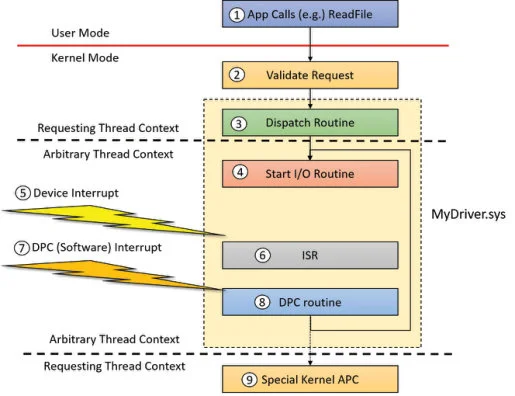 ① App Calls (e.g.) ReadFile
User Mode
Kernel Mode
② Validate Request
③ Dispatch Routine
Requesting Thread Context
Arbitrary Thread Context
④ Start I/O Routine
⑤ Device Interrupt
MyDriver.sys
⑦ DPC (Software) Interrupt
⑥ ISR
⑧ DPC routine
Arbitrary Thread Context
Requesting Thread Context
⑨ Special Kernel APC